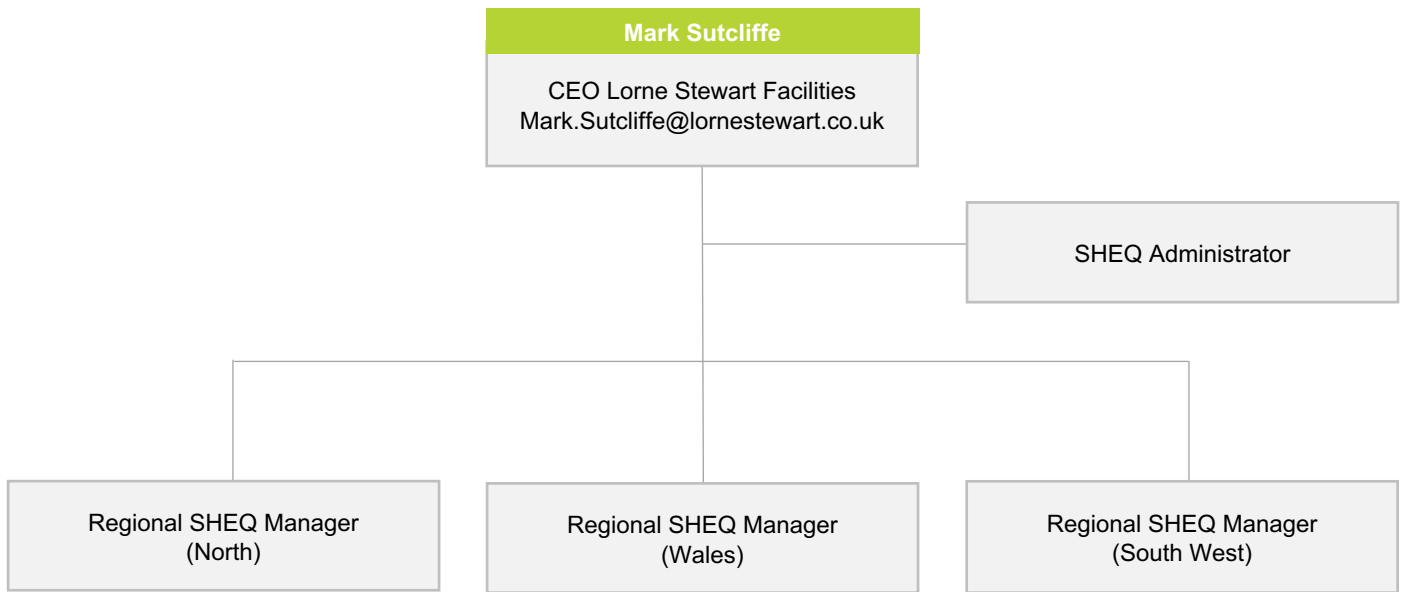 Mark Sutcliffe
CEO Lorne Stewart Facilities
Mark.Sutcliffe@lornestewart.co.uk
SHEQ Administrator
Regional SHEQ Manager
(North)
Regional SHEQ Manager
(Wales)
Regional SHEQ Manager
(South West)